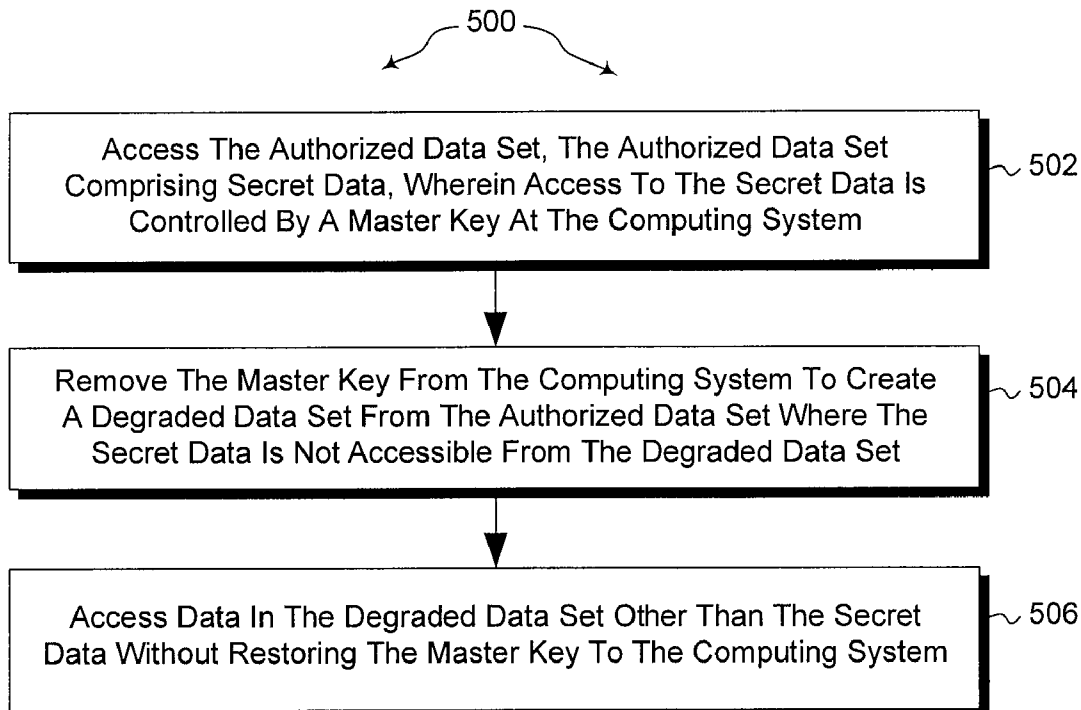 500
Access The Authorized Data Set, The Authorized Data Set
Comprising Secret Data, Wherein Access To The Secret Data Is
Controlled By A Master Key At The Computing System
502
Remove The Master Key From The Computing System To Create
A Degraded Data Set From The Authorized Data Set Where The
Secret Data Is Not Accessible From The Degraded Data Set
504
Access Data In The Degraded Data Set Other Than The Secret
Data Without Restoring The Master Key To The Computing System
506